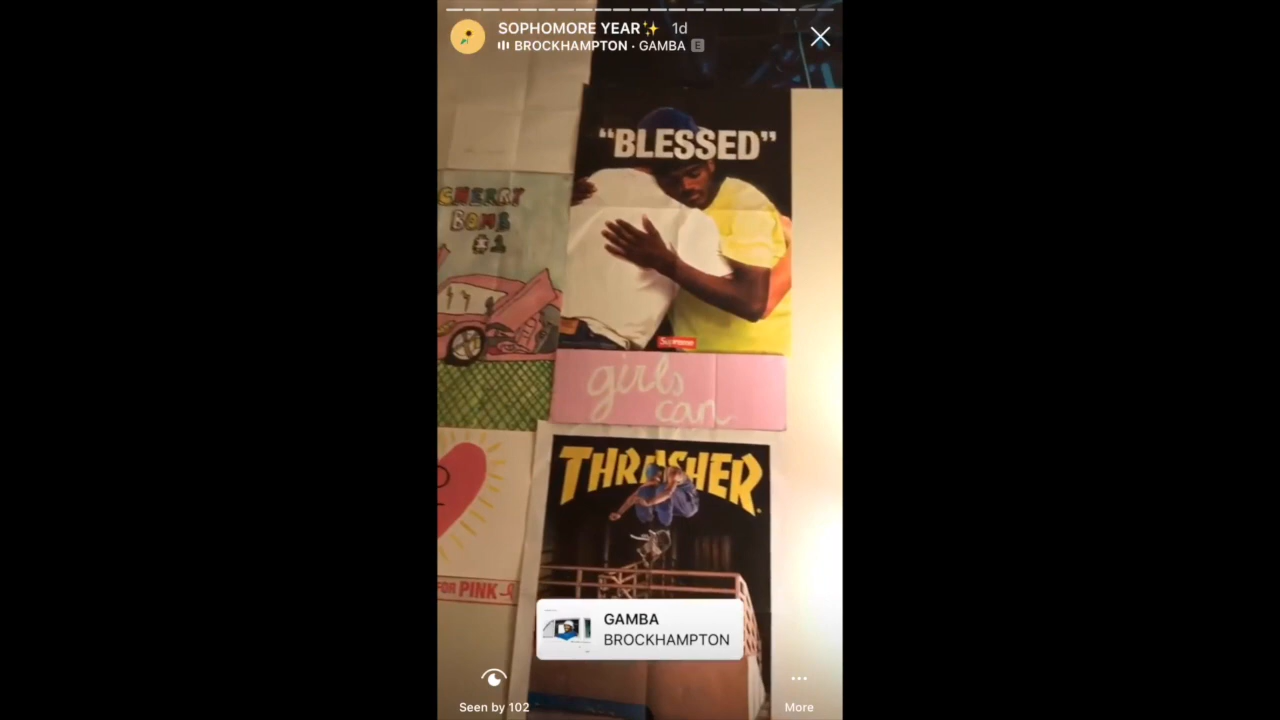 SOPHOMORE YEAR✨ 1d
BROCKHAMPTON · GAMBA E
"BLESSED"
CHERRY
BOMB
#1
Supreme
girls
can
THRASHER
FOR PINK
GAMBA
BROCKHAMPTON
Seen by 102
More